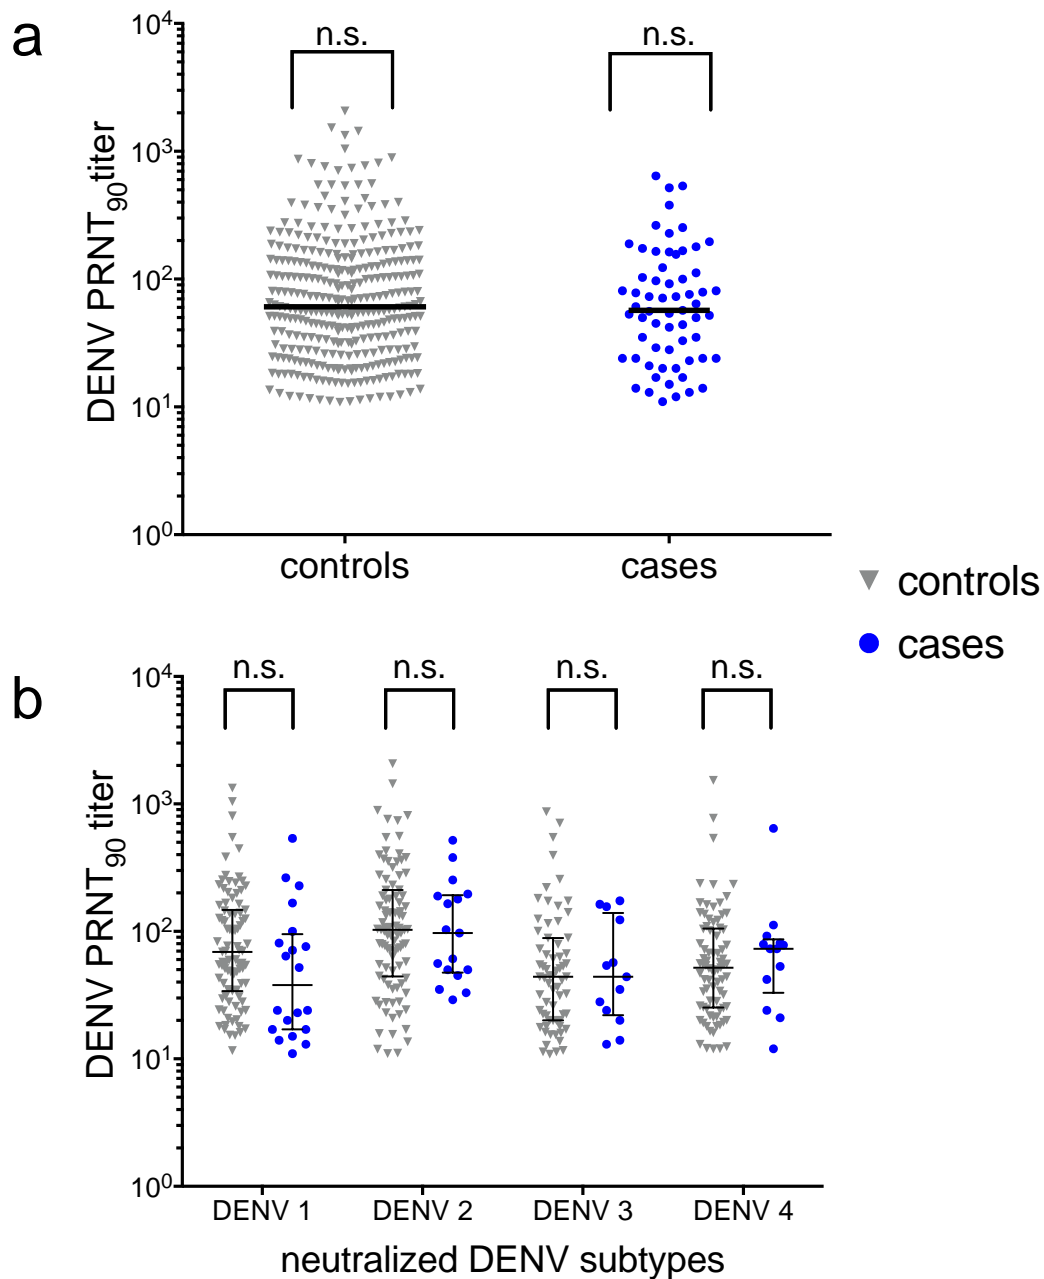 a
n.s. n.s.
10⁴
10³
10²
10¹
10⁰
DENV PRNT₉₀titer
controls cases
controls
cases
b
n.s. n.s. n.s. n.s.
10⁴
10³
10²
10¹
10⁰
DENV PRNT₉₀ titer
DENV 1 DENV 2 DENV 3 DENV 4
neutralized DENV subtypes